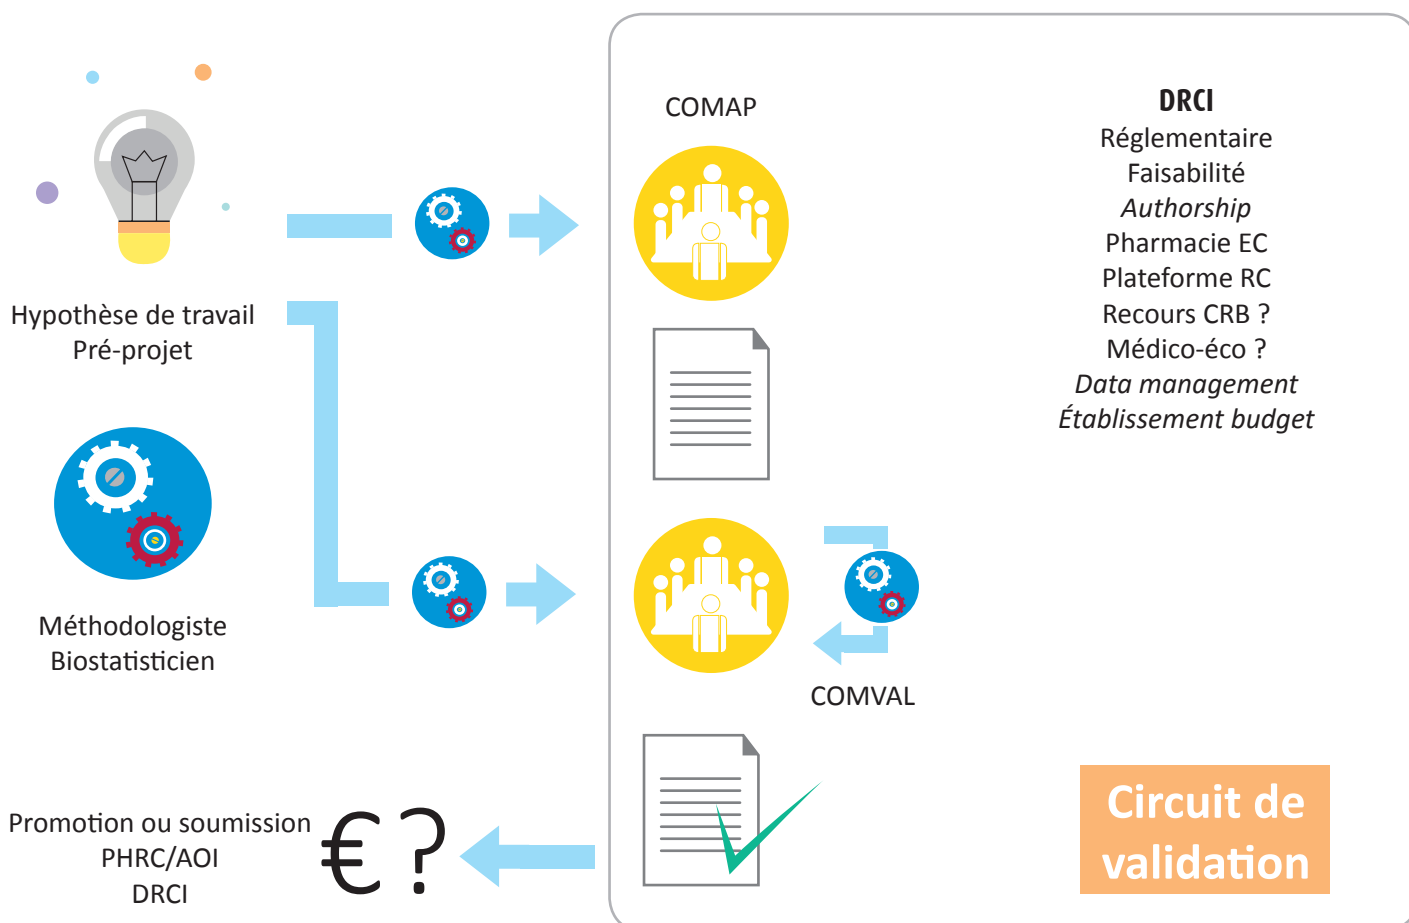 COMAP
DRCI
Réglementaire
Faisabilité
Authorship
Pharmacie EC
Plateforme RC
Recours CRB ?
Médico-éco ?
Data management
Établissement budget
Hypothèse de travail
Pré-projet
Méthodologiste
Biostatisticien
COMVAL
Promotion ou soumission
PHRC/AOI
DRCI
€ ?
Circuit de
validation